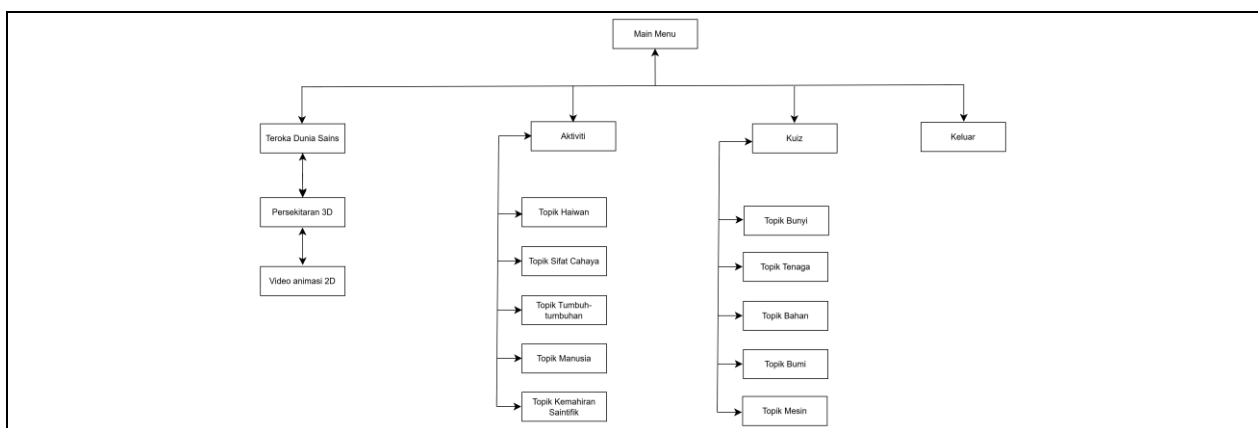 Main Menu
Teroka Dunia Sains
Aktiviti
Kuiz
Keluar
Persekitaran 3D
Video animasi 2D
Topik Haiwan
Topik Sifat Cahaya
Topik Tumbuh-
tumbuhan
Topik Manusia
Topik Kemahiran
Saintifik
Topik Bunyi
Topik Tenaga
Topik Bahan
Topik Bumi
Topik Mesin